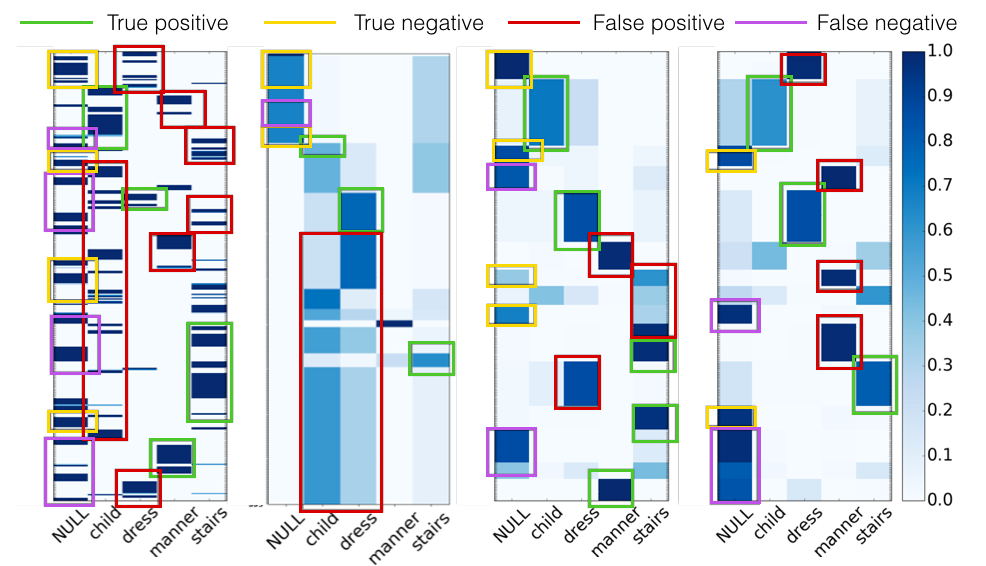 True positive True negative False positive False negative
1.0
0.9
0.8
0.7
0.6
0.5
0.4
0.3
0.2
0.1
0.0
NULL child dress manner stairs
NULL child dress manner stairs
NULL child dress manner stairs
NULL child dress manner stairs